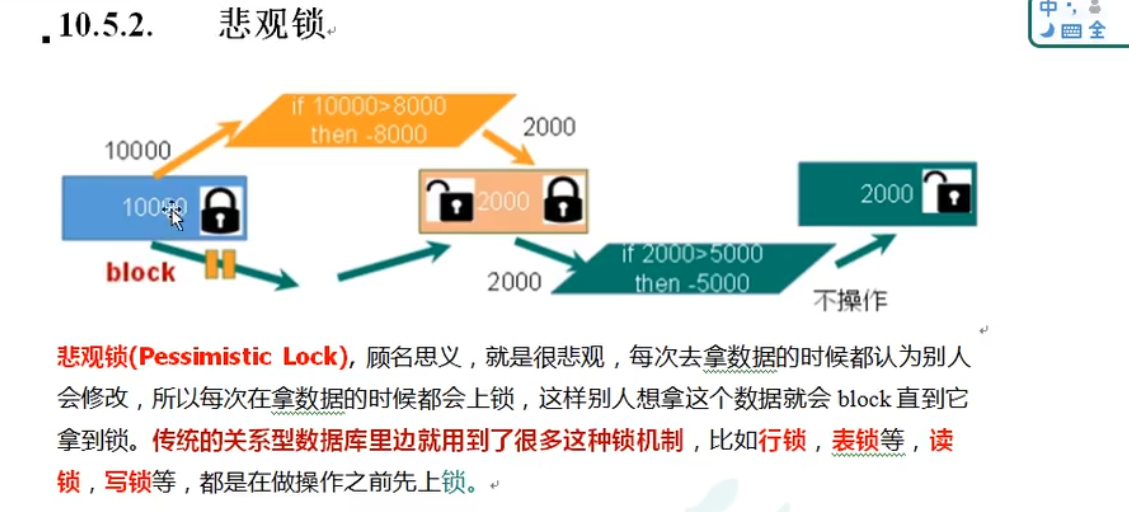 10.5.2. 悲观锁
中
全
if 10000>8000
then -8000
10000
2000
2000
2000
block
if 2000>5000
then -5000
2000
不操作
悲观锁(Pessimistic Lock), 顾名思义，就是很悲观，每次去拿数据的时候都认为别人
会修改，所以每次在拿数据的时候都会上锁，这样别人想拿这个数据就会 block 直到它
拿到锁。传统的关系型数据库里边就用到了很多这种锁机制，比如行锁，表锁等，读
锁，写锁等，都是在做操作之前先上锁。